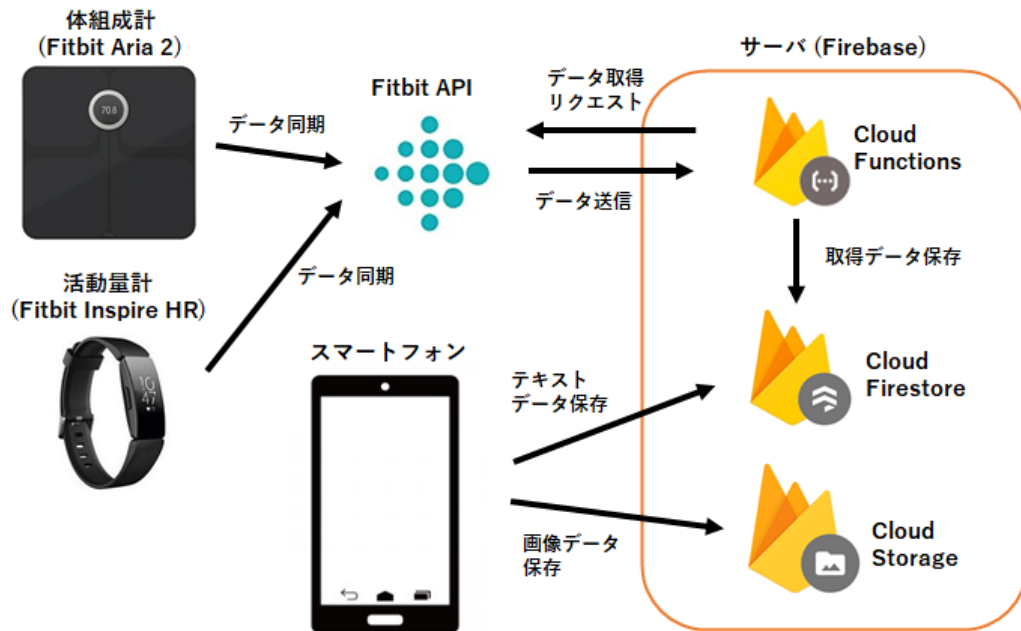 体組成計
(Fitbit Aria 2)
70.8
データ同期
Fitbit API
データ取得
リクエスト
データ送信
サーバ (Firebase)
Cloud
Functions
取得データ保存
活動量計
(Fitbit Inspire HR)
10
47
データ同期
スマートフォン
テキスト
データ保存
Cloud
Firestore
画像データ
保存
Cloud
Storage